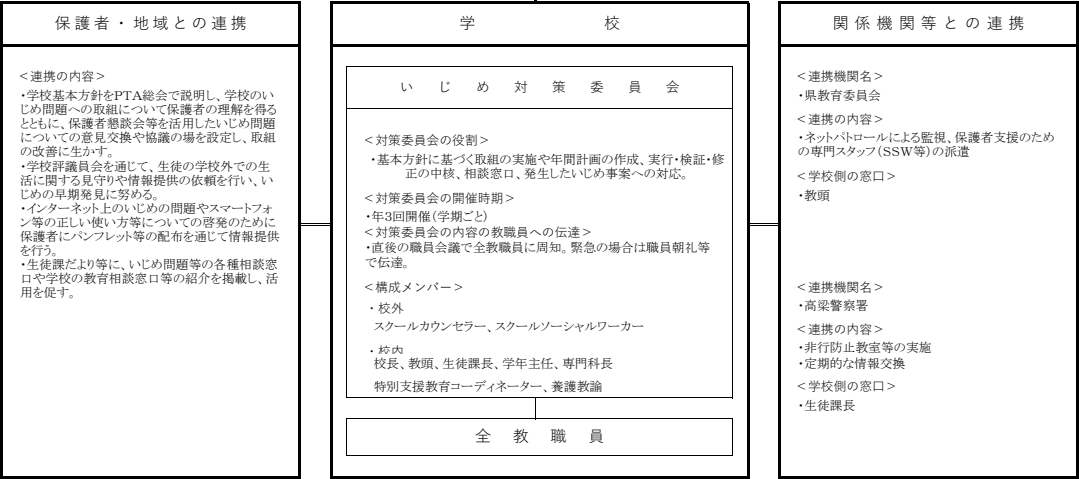 保護者・地域との連携
＜連携の内容＞
・学校基本方針をPTA総会で説明し、学校のい
じめ問題への取組について保護者の理解を得る
とともに、保護者懇談会等を活用したいじめ問題
についての意見交換や協議の場を設定し、取組
の改善に生かす。
・学校評議員会を通じて、生徒の学校外での生
活に関する見守りや情報提供の依頼を行い、い
じめの早期発見に努める。
・インターネット上のいじめの問題やスマートフォ
ン等の正しい使い方等についての啓発のために
保護者にパンフレット等の配布を通じて情報提供
を行う。
・生徒課だより等に、いじめ問題等の各種相談窓
口や学校の教育相談窓口等の紹介を掲載し、活
用を促す。
学　校
いじめ対策委員会
＜対策委員会の役割＞
・基本方針に基づく取組の実施や年間計画の作成、実行・検証・修
正の中核、相談窓口、発生したいじめ事案への対応。
＜対策委員会の開催時期＞
・年3回開催（学期ごと）
＜対策委員会の内容の教職員への伝達＞
・直後の職員会議で全教職員に周知。緊急の場合は職員朝礼等
で伝達。
＜構成メンバー＞
・校外
スクールカウンセラー、スクールソーシャルワーカー
・校内
校長、教頭、生徒課長、学年主任、専門科長
特別支援教育コーディネーター、養護教諭
全教職員
関係機関等との連携
＜連携機関名＞
・県教育委員会
＜連携の内容＞
・ネットパトロールによる監視、保護者支援のため
の専門スタッフ（SSW等）の派遣
＜学校側の窓口＞
・教頭
＜連携機関名＞
・高梁警察署
＜連携の内容＞
・非行防止教室等の実施
・定期的な情報交換
＜学校側の窓口＞
・生徒課長